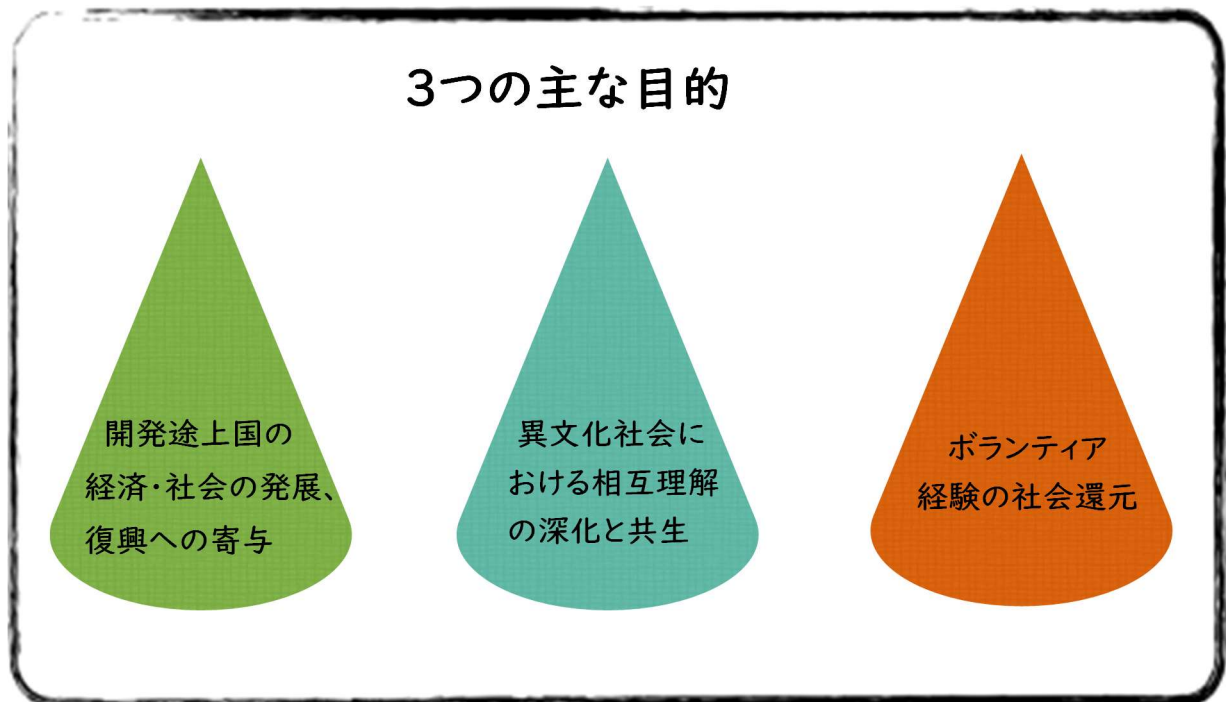 3つの主な目的
開発途上国の
経済・社会の発展、
復興への寄与
異文化社会に
おける相互理解
の深化と共生
ボランティア
経験の社会還元